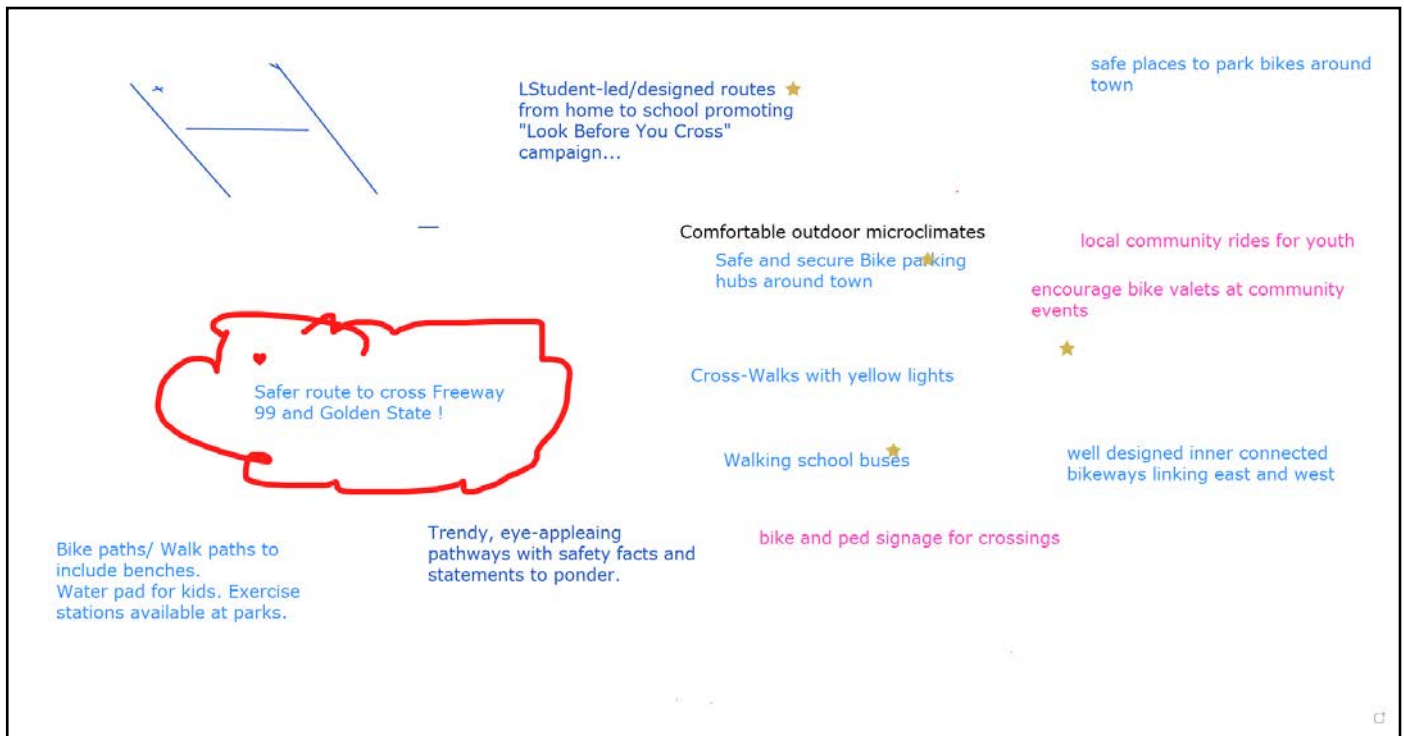 safe places to park bikes around
town
LStudent-led/designed routes
from home to school promoting
"Look Before You Cross"
campaign...
Comfortable outdoor microclimates
Safe and secure Bike parking
hubs around town
local community rides for youth
encourage bike valets at community
events
Safer route to cross Freeway
99 and Golden State !
Cross-Walks with yellow lights
Walking school buses
well designed inner connected
bikeways linking east and west
Bike paths/ Walk paths to
include benches.
Water pad for kids. Exercise
stations available at parks.
Trendy, eye-appleaing
pathways with safety facts and
statements to ponder.
bike and ped signage for crossings